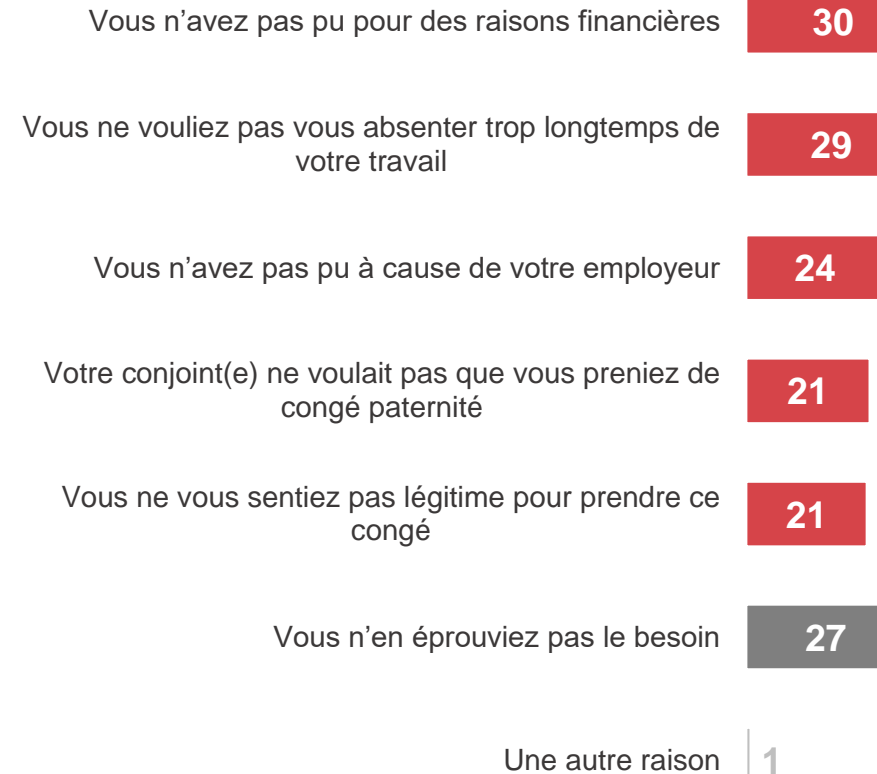 Vous n’avez pas pu pour des raisons financières 30
Vous ne vouliez pas vous absenter trop longtemps de
votre travail
29
Vous n’avez pas pu à cause de votre employeur 24
Votre conjoint(e) ne voulait pas que vous preniez de
congé paternité
21
Vous ne vous sentiez pas légitime pour prendre ce
congé
21
Vous n’en éprouviez pas le besoin 27
Une autre raison 1